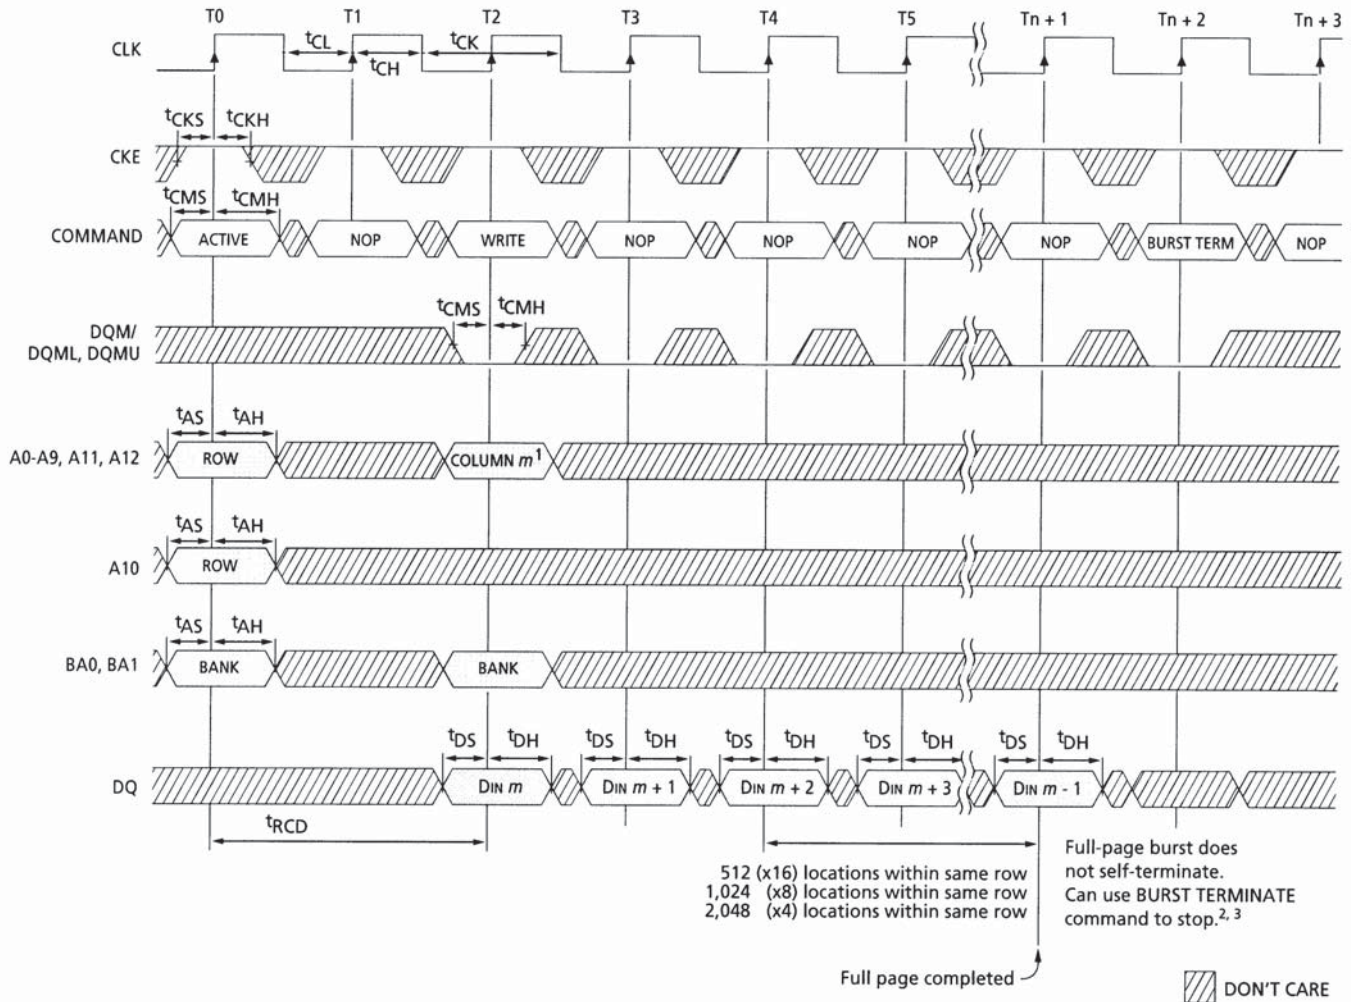 T0 T1 T2 T3 T4 T5 Tn + 1 Tn + 2 Tn + 3
CLK tCL tCH tCK
tCKS tCKH
CKE
tCMS tCMH
COMMAND ACTIVE NOP WRITE NOP NOP NOP NOP BURST TERM NOP
tCMS tCMH
DQM/
DQML, DQMU
tAS tAH
A0-A9, A11, A12 ROW COLUMN m1
tAS tAH
A10 ROW
tAS tAH
BA0, BA1 BANK BANK
tDS tDH tDS tDH tDS tDH tDS tDH tDS tDH
DQ DIN m DIN m + 1 DIN m + 2 DIN m + 3 DIN m - 1
tRCD
512 (x16) locations within same row
1,024 (x8) locations within same row
2,048 (x4) locations within same row
Full-page burst does
not self-terminate.
Can use BURST TERMINATE
command to stop.2, 3
Full page completed
DON'T CARE